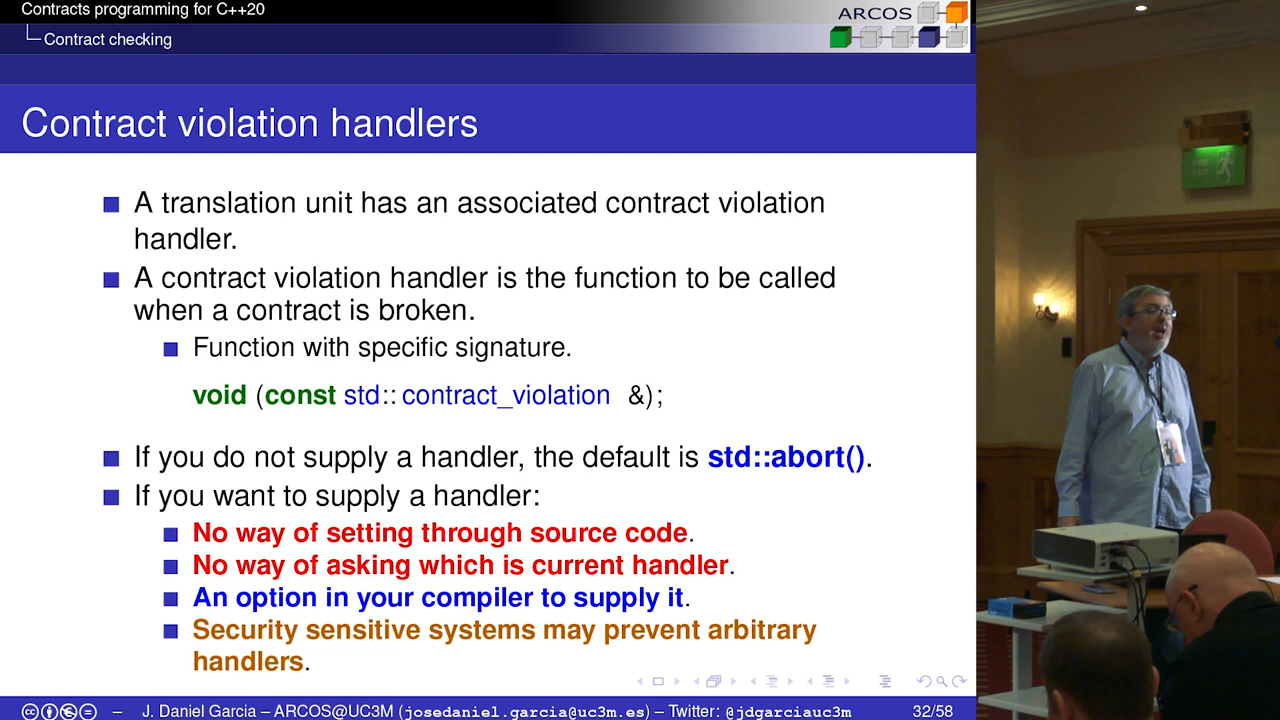 Contracts programming for C++20
Contract checking
ARCOS
Contract violation handlers
A translation unit has an associated contract violation
handler.
A contract violation handler is the function to be called
when a contract is broken.
Function with specific signature.
void (const std:: contract_violation &);
If you do not supply a handler, the default is std::abort().
If you want to supply a handler:
No way of setting through source code.
No way of asking which is current handler.
An option in your compiler to supply it.
Security sensitive systems may prevent arbitrary
handlers.
cc – J. Daniel Garcia – ARCOS@UC3M (josedaniel.garcia@uc3m.es) – Twitter: @jdgarciauc3m 32/58
FIRE
EXIT